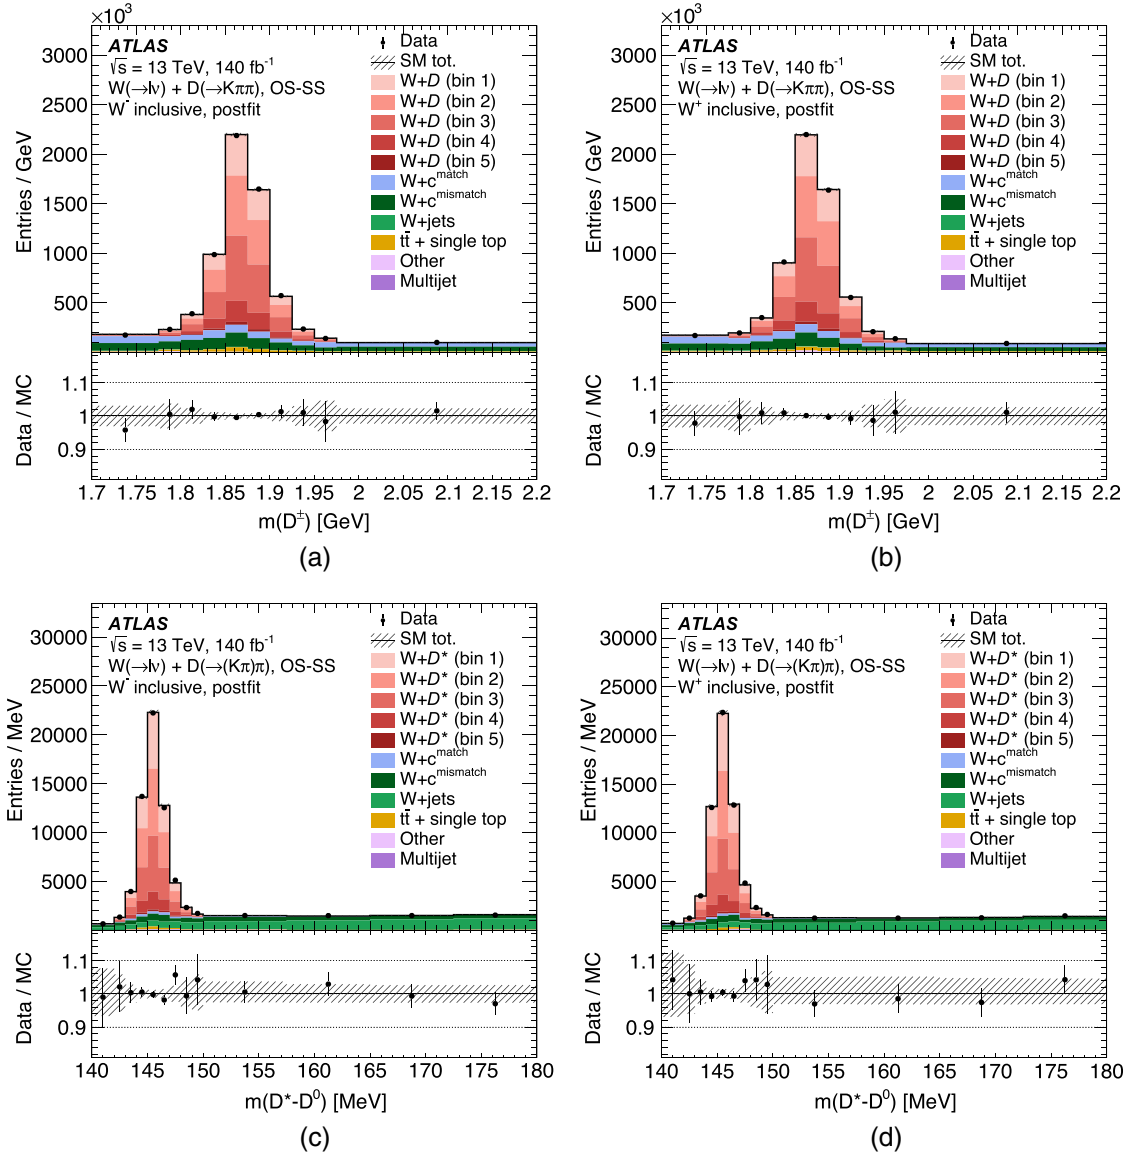 ×10³
ATLAS
√s = 13 TeV, 140 fb⁻¹
W(→lν) + D(→Kππ), OS-SS
W⁻ inclusive, postfit
Data
SM tot.
W+D (bin 1)
W+D (bin 2)
W+D (bin 3)
W+D (bin 4)
W+D (bin 5)
W+c^match
W+c^mismatch
W+jets
tt̄ + single top
Other
Multijet
Entries / GeV
3000
2500
2000
1500
1000
500
Data / MC
1.1
1
0.9
1.7 1.75 1.8 1.85 1.9 1.95 2 2.05 2.1 2.15 2.2
m(D^±) [GeV]
(a)
×10³
ATLAS
√s = 13 TeV, 140 fb⁻¹
W(→lν) + D(→Kππ), OS-SS
W⁺ inclusive, postfit
Data
SM tot.
W+D (bin 1)
W+D (bin 2)
W+D (bin 3)
W+D (bin 4)
W+D (bin 5)
W+c^match
W+c^mismatch
W+jets
tt̄ + single top
Other
Multijet
Entries / GeV
3000
2500
2000
1500
1000
500
Data / MC
1.1
1
0.9
1.7 1.75 1.8 1.85 1.9 1.95 2 2.05 2.1 2.15 2.2
m(D^±) [GeV]
(b)
ATLAS
√s = 13 TeV, 140 fb⁻¹
W(→lν) + D(→(Kπ)π), OS-SS
W⁻ inclusive, postfit
Data
SM tot.
W+D* (bin 1)
W+D* (bin 2)
W+D* (bin 3)
W+D* (bin 4)
W+D* (bin 5)
W+c^match
W+c^mismatch
W+jets
tt̄ + single top
Other
Multijet
Entries / MeV
30000
25000
20000
15000
10000
5000
Data / MC
1.1
1
0.9
140 145 150 155 160 165 170 175 180
m(D*-D⁰) [MeV]
(c)
ATLAS
√s = 13 TeV, 140 fb⁻¹
W(→lν) + D(→(Kπ)π), OS-SS
W⁺ inclusive, postfit
Data
SM tot.
W+D* (bin 1)
W+D* (bin 2)
W+D* (bin 3)
W+D* (bin 4)
W+D* (bin 5)
W+c^match
W+c^mismatch
W+jets
tt̄ + single top
Other
Multijet
Entries / MeV
30000
25000
20000
15000
10000
5000
Data / MC
1.1
1
0.9
140 145 150 155 160 165 170 175 180
m(D*-D⁰) [MeV]
(d)